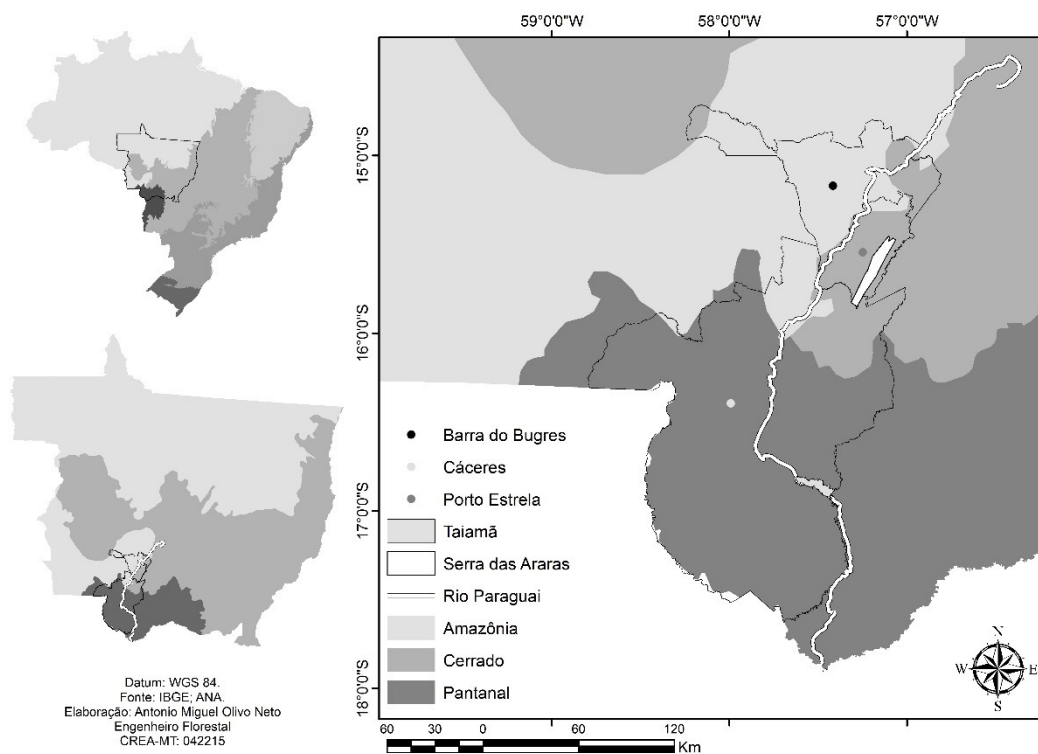 59°0'0"W
58°0'0"W
57°0'0"W
15°0'0"S
16°0'0"S
17°0'0"S
18°0'0"S
Barra do Bugres
Cáceres
Porto Estrela
Taiamã
Serra das Araras
Rio Paraguai
Amazônia
Cerrado
Pantanal
N
W
E
S
60 30 0 60 120
Km
Datum: WGS 84.
Fonte: IBGE; ANA.
Elaboração: Antonio Miguel Olivo Neto
Engenheiro Florestal
CREA-MT: 042215